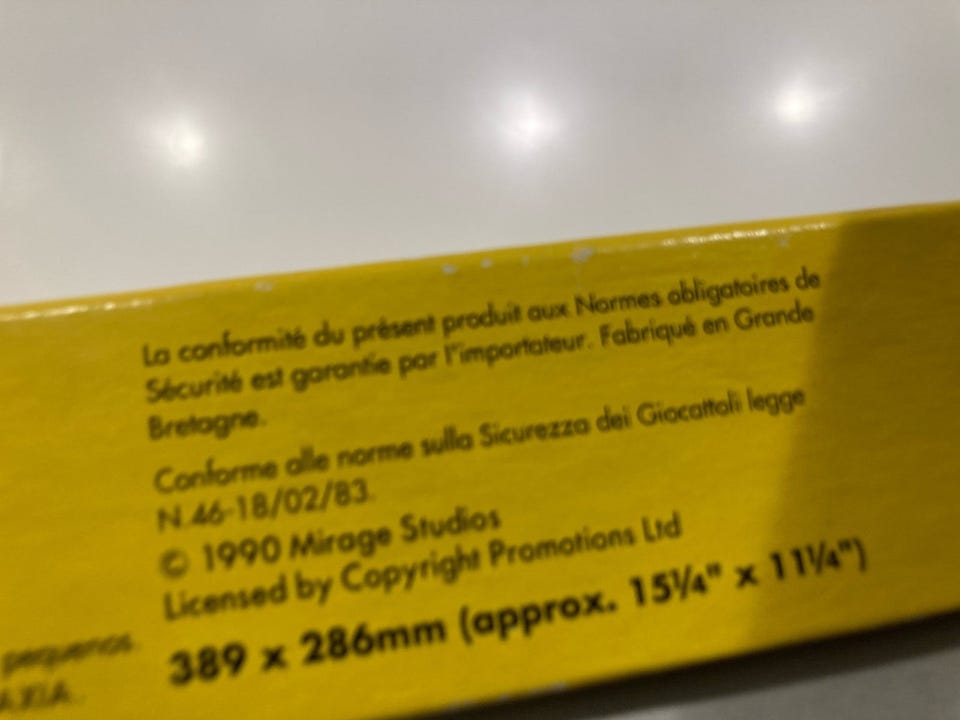 La conformité du présent produit aux Normes obligatoires de
Sécurité est garantie par l'importateur. Fabriqué en Grande
Bretagne.
Conforme alle norme sulla Sicurezza dei Giocattoli legge
N.46-18/02/83.
© 1990 Mirage Studios
Licensed by Copyright Promotions Ltd
pequenos.
389 x 286mm (approx. 15¼" x 11¼")